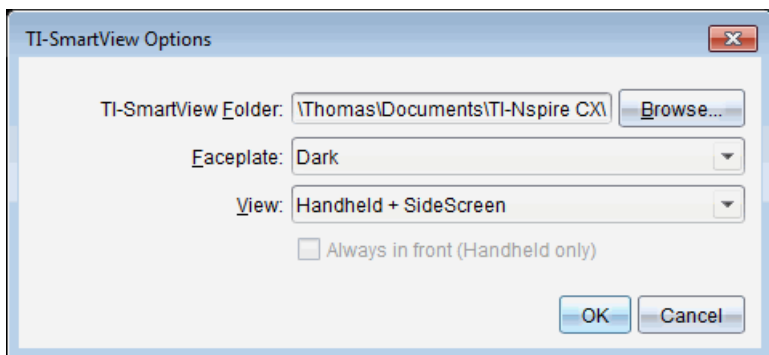 TI-SmartView Options
TI-SmartView Folder: \Thomas\Documents\TI-Nspire CX\ Browse...
Faceplate: Dark
View: Handheld + SideScreen
Always in front (Handheld only)
OK Cancel